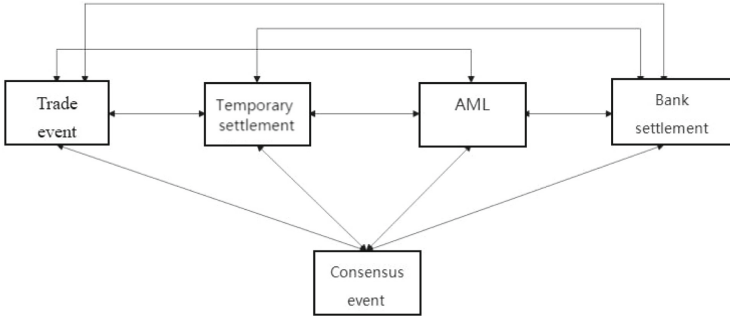 Trade
event
Temporary
settlement
AML
Bank
settlement
Consensus
event